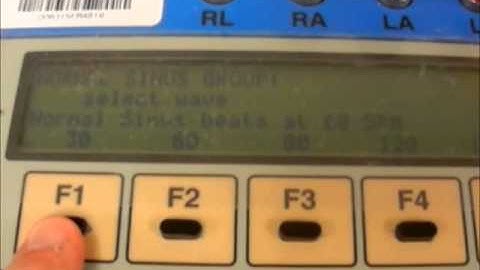 RL RA LA L
SINUS GROUP:
select wave
Normal Sinus beats at 60 BPM
30 60 80 120
F1 F2 F3 F4